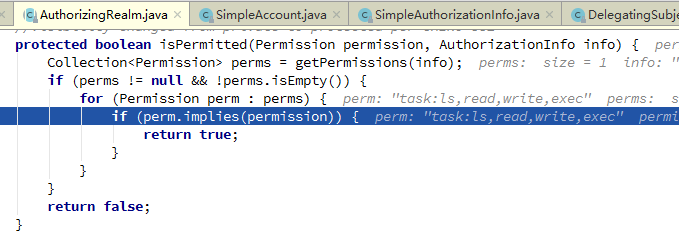 AuthorizingRealm.java × SimpleAccount.java × SimpleAuthorizationInfo.java × DelegatingSubje
protected boolean isPermitted(Permission permission, AuthorizationInfo info) { per
Collection<Permission> perms = getPermissions(info); perms: size = 1 info: "
if (perms != null && !perms.isEmpty()) {
for (Permission perm : perms) { perm: "task:ls,read,write,exec" perms: s
if (perm.implies(permission)) { perm: "task:ls,read,write,exec" permi
return true;
}
}
}
return false;
}